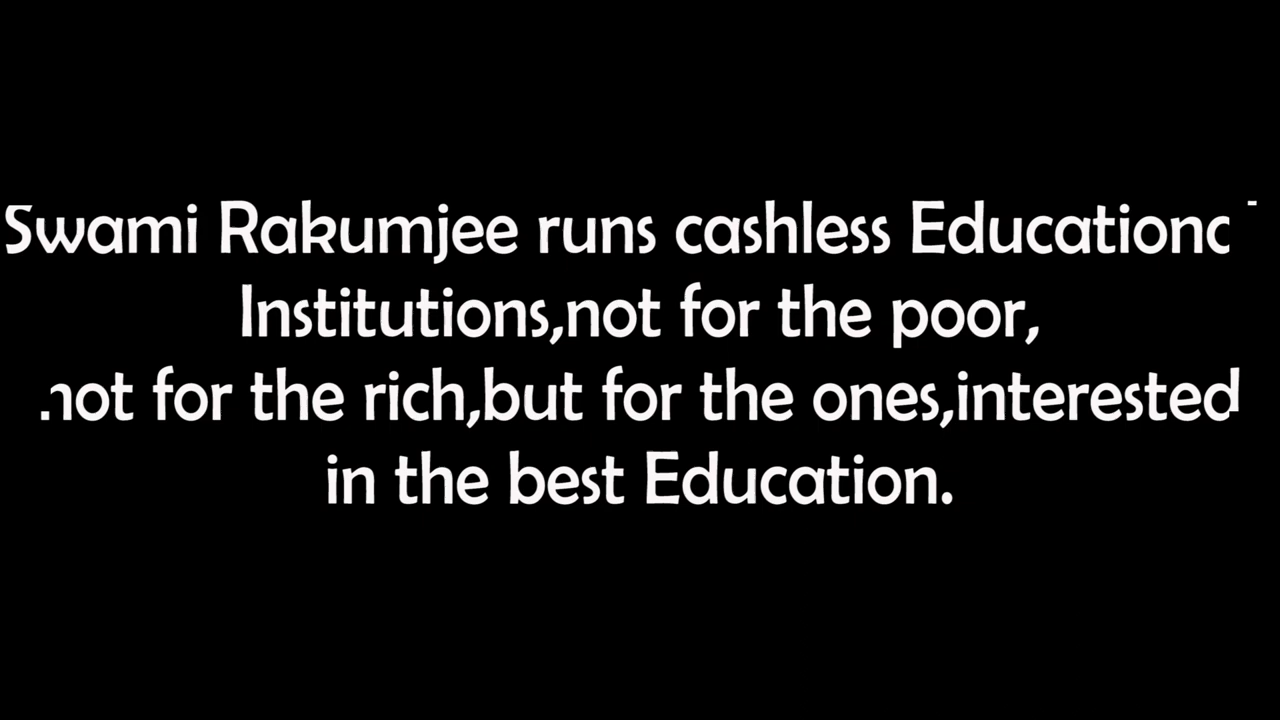 Swami Rakumjee runs cashless Educationa
Institutions,not for the poor,
not for the rich,but for the ones,interested
in the best Education.